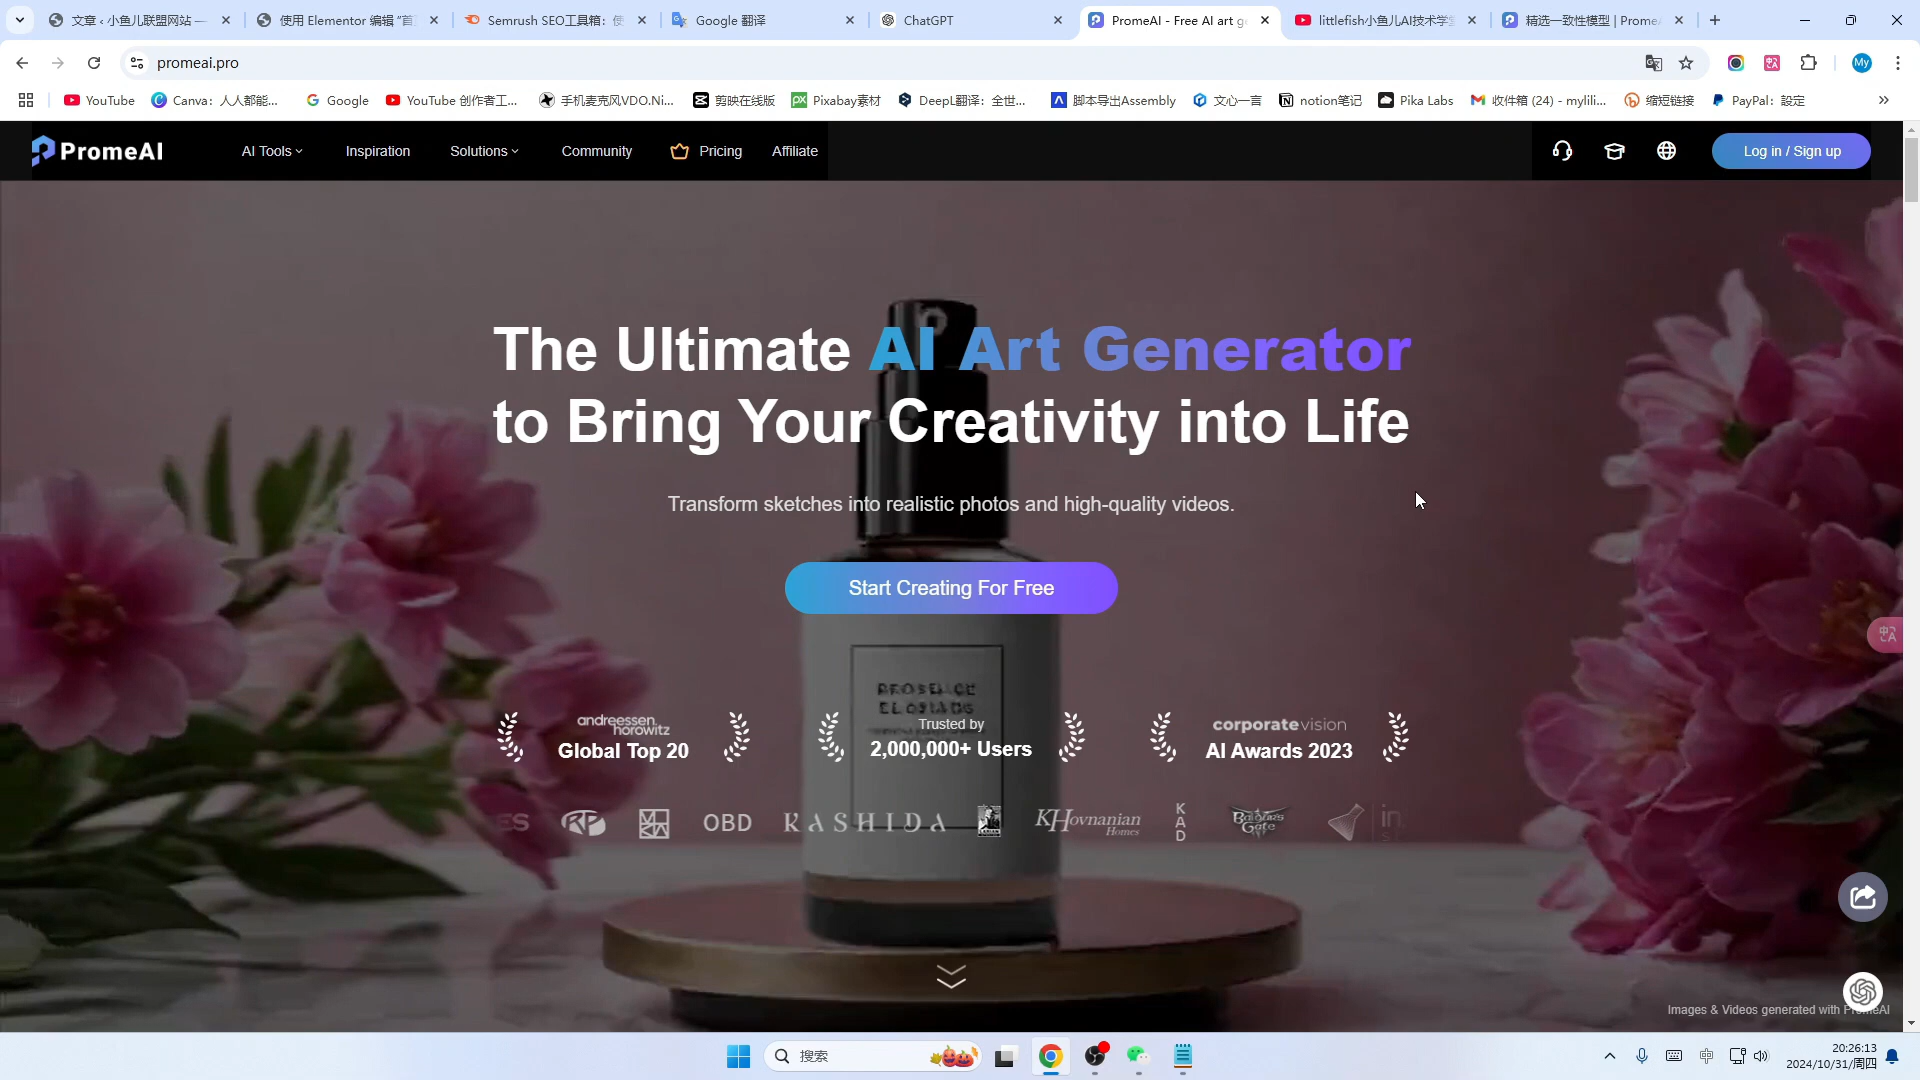 文章 ‹ 小鱼儿联盟网站 —
使用 Elementor 编辑 “首
Semrush SEO工具箱：使
Google 翻译
ChatGPT
PromeAI - Free AI art ge
littlefish小鱼儿AI技术学
精选一致性模型 | Prome
promeai.pro
My
YouTube
Canva：人人都能...
Google
YouTube 创作者工...
手机麦克风VDO.Ni...
剪映在线版
Pixabay素材
DeepL翻译：全世...
脚本导出Assembly
文心一言
notion笔记
Pika Labs
收件箱 (24) - mylili...
缩短链接
PayPal：設定
PromeAI
AI Tools
Inspiration
Solutions
Community
Pricing
Affiliate
Log in / Sign up
The Ultimate AI Art Generator
to Bring Your Creativity into Life
Transform sketches into realistic photos and high-quality videos.
Start Creating For Free
andreessen.
horowitz
Global Top 20
Trusted by
2,000,000+ Users
corporatevision
AI Awards 2023
ES
OBD
KASHIDA
KHovnanian
Homes
KAD
Baldur's
Gate
in
Images & Videos generated with PromeAI
搜索
中
20:26:13
2024/10/31/周四